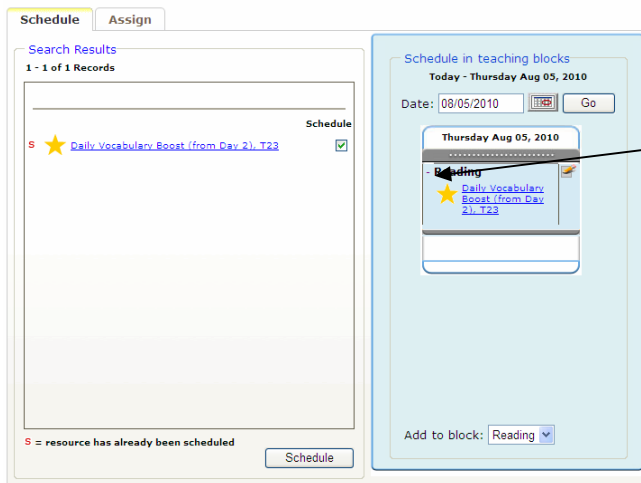 Schedule
Assign
Search Results
1 - 1 of 1 Records
Schedule
S Daily Vocabulary Boost (from Day 2), T23
S = resource has already been scheduled
Schedule
Schedule in teaching blocks
Today - Thursday Aug 05, 2010
Date: 08/05/2010 Go
Thursday Aug 05, 2010
- Reading
Daily Vocabulary
Boost (from Day
2), T23
Add to block: Reading